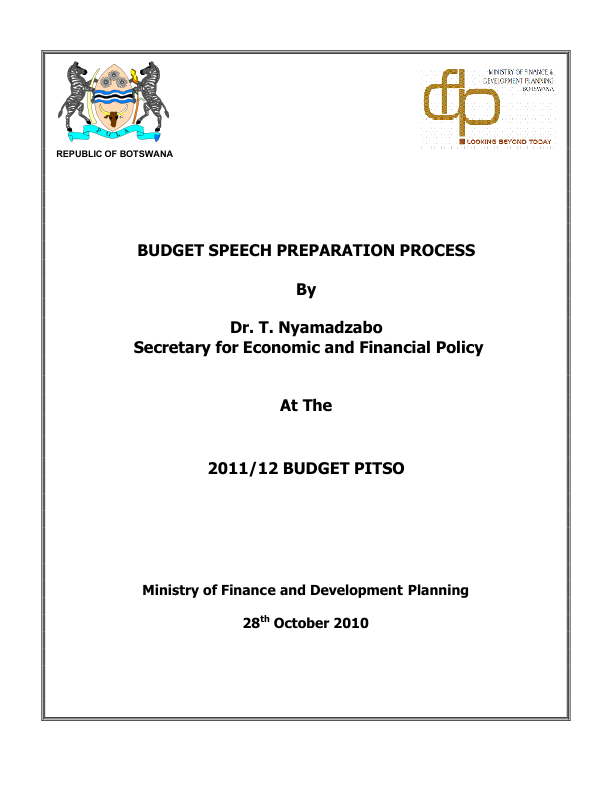 PULA
REPUBLIC OF BOTSWANA
MINISTRY OF FINANCE &
DEVELOPMENT PLANNING
BOTSWANA
fdp
LOOKING BEYOND TODAY
BUDGET SPEECH PREPARATION PROCESS
By
Dr. T. Nyamadzabo
Secretary for Economic and Financial Policy
At The
2011/12 BUDGET PITSO
Ministry of Finance and Development Planning
28th October 2010